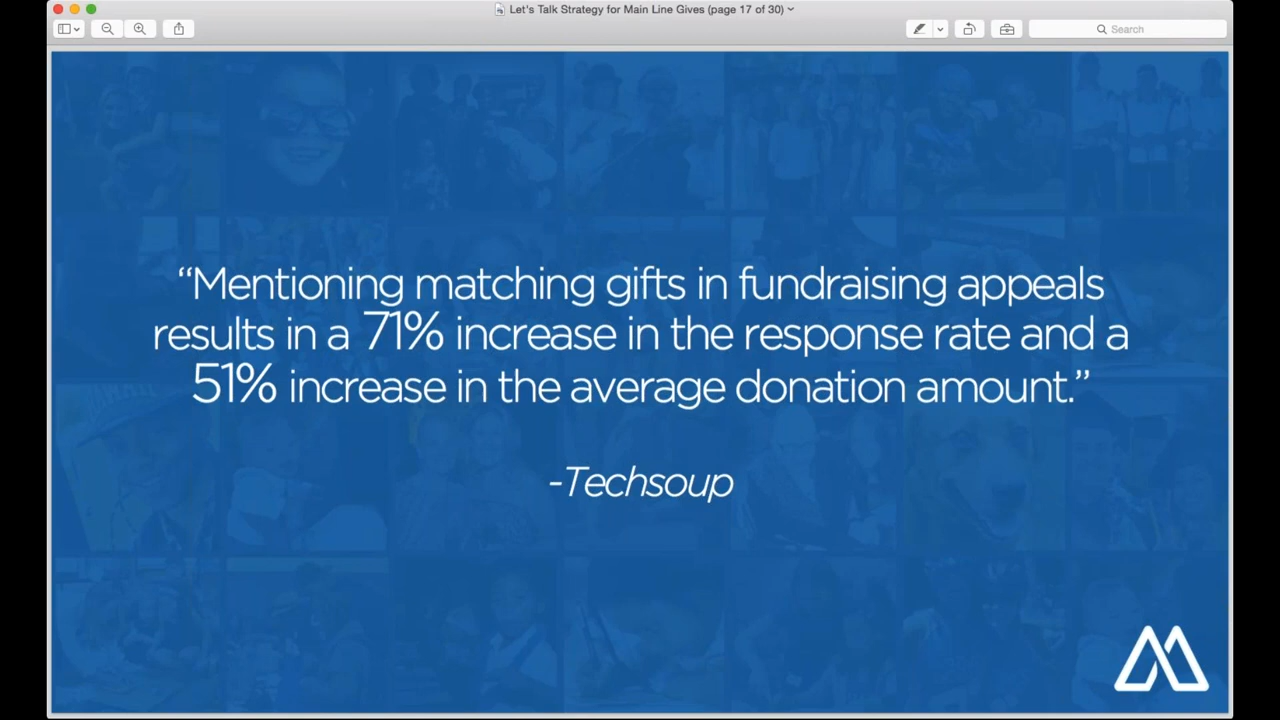 Let's Talk Strategy for Main Line Gives (page 17 of 30)
Search
“Mentioning matching gifts in fundraising appeals
results in a 71% increase in the response rate and a
51% increase in the average donation amount.”
-Techsoup